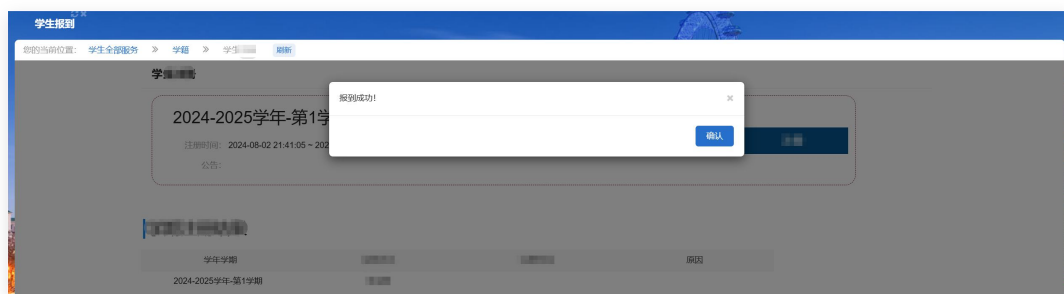 学生报到
您的当前位置: 学生全部服务 » 学籍 » 学生 刷新
学
报到成功! ×
2024-2025学年-第1学
确认
注册时间: 2024-08-02 21:41:05 ~ 202
公告:
学年学期 原因
2024-2025学年-第1学期